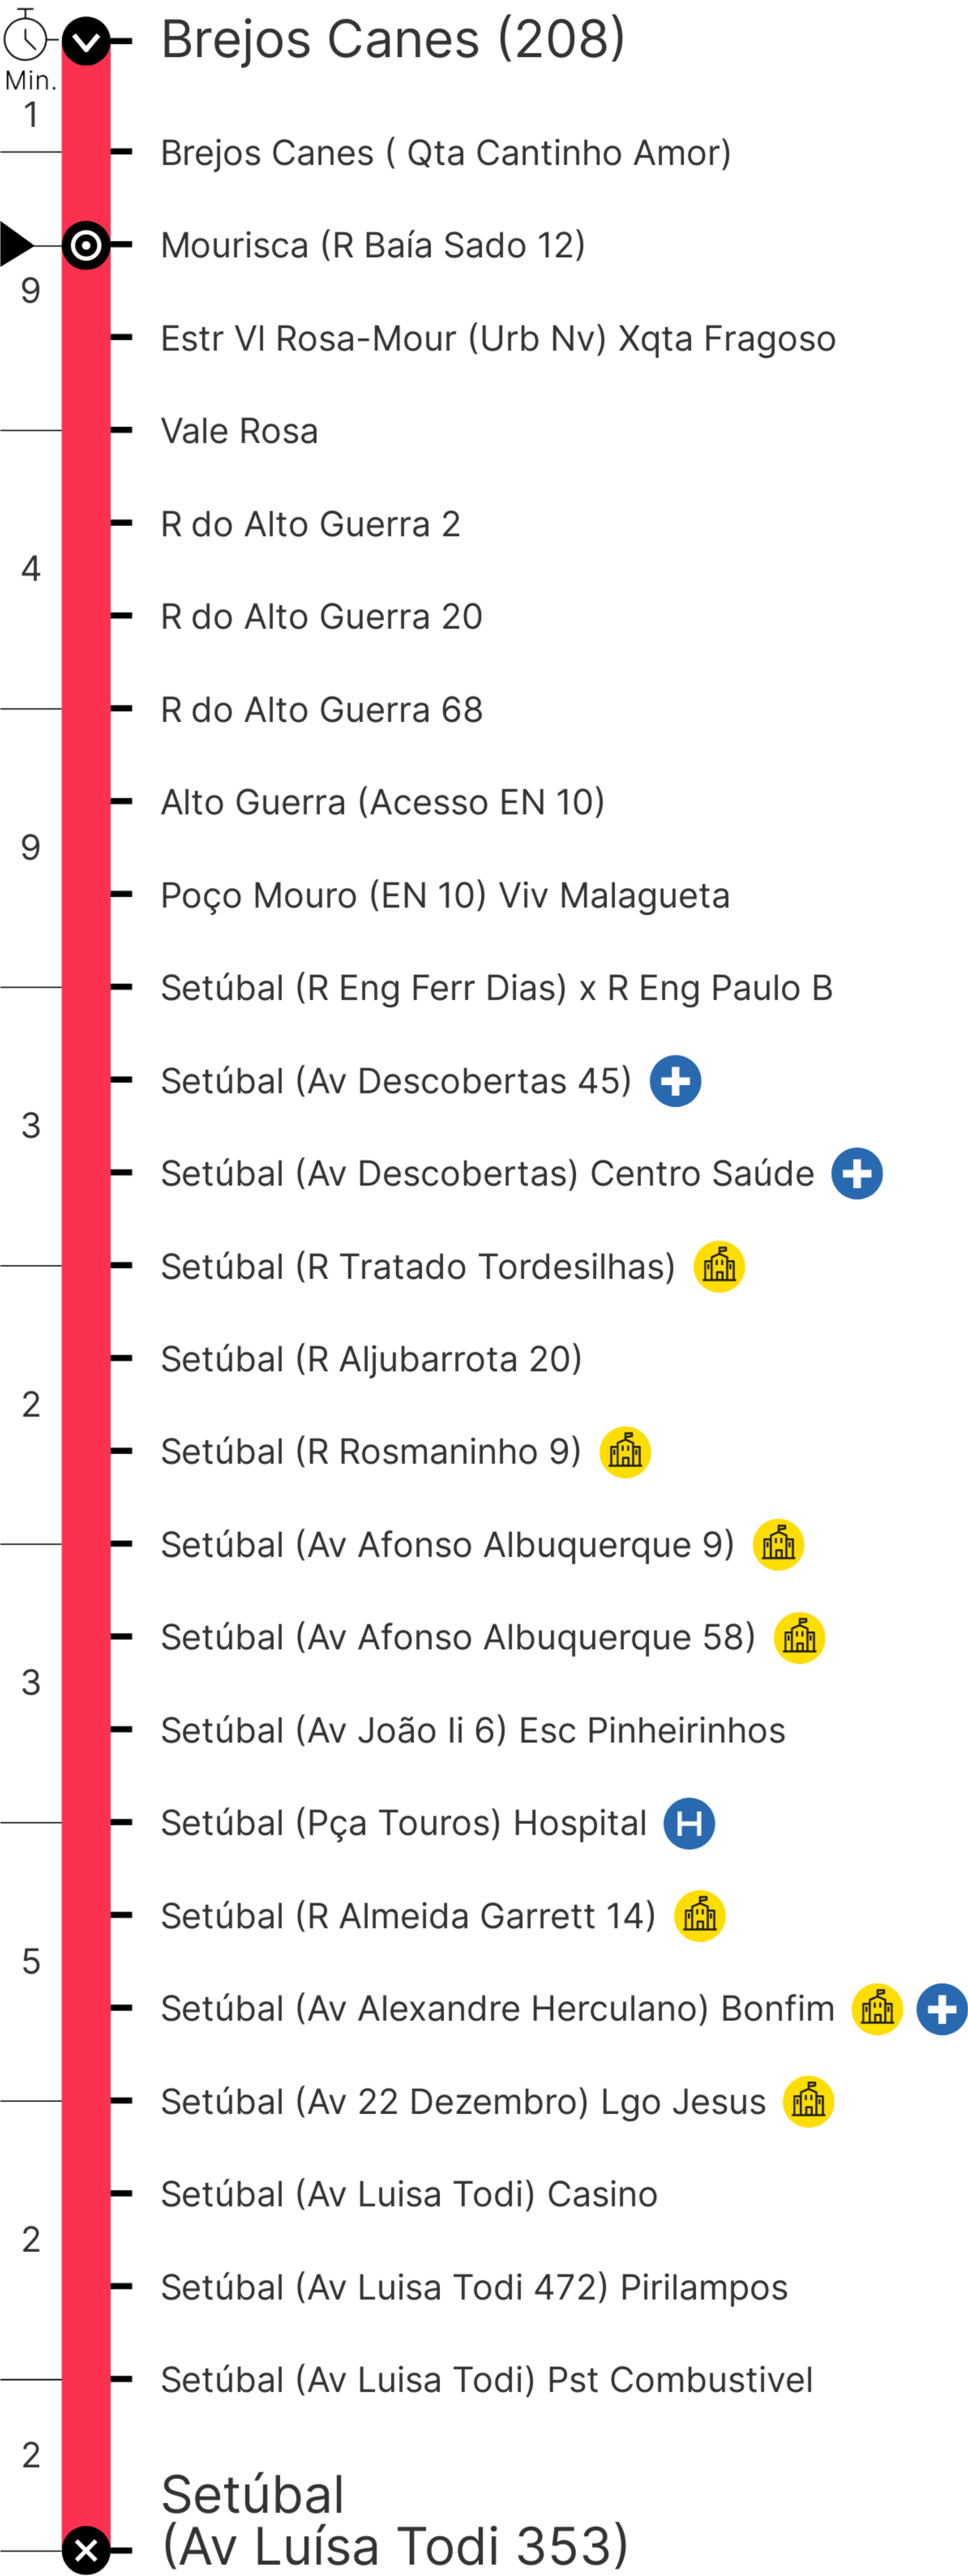 Brejos Canes (208)
Min.
1
Brejos Canes ( Qta Cantinho Amor)
Mourisca (R Baía Sado 12)
9
Estr Vl Rosa-Mour (Urb Nv) Xqta Fragoso
Vale Rosa
R do Alto Guerra 2
4
R do Alto Guerra 20
R do Alto Guerra 68
Alto Guerra (Acesso EN 10)
9
Poço Mouro (EN 10) Viv Malagueta
Setúbal (R Eng Ferr Dias) x R Eng Paulo B
Setúbal (Av Descobertas 45)
3
Setúbal (Av Descobertas) Centro Saúde
Setúbal (R Tratado Tordesilhas)
Setúbal (R Aljubarrota 20)
2
Setúbal (R Rosmaninho 9)
Setúbal (Av Afonso Albuquerque 9)
Setúbal (Av Afonso Albuquerque 58)
3
Setúbal (Av João Ii 6) Esc Pinheirinhos
Setúbal (Pça Touros) Hospital H
Setúbal (R Almeida Garrett 14)
5
Setúbal (Av Alexandre Herculano) Bonfim
Setúbal (Av 22 Dezembro) Lgo Jesus
Setúbal (Av Luisa Todi) Casino
2
Setúbal (Av Luisa Todi 472) Pirilampos
Setúbal (Av Luisa Todi) Pst Combustivel
2
Setúbal
(Av Luísa Todi 353)